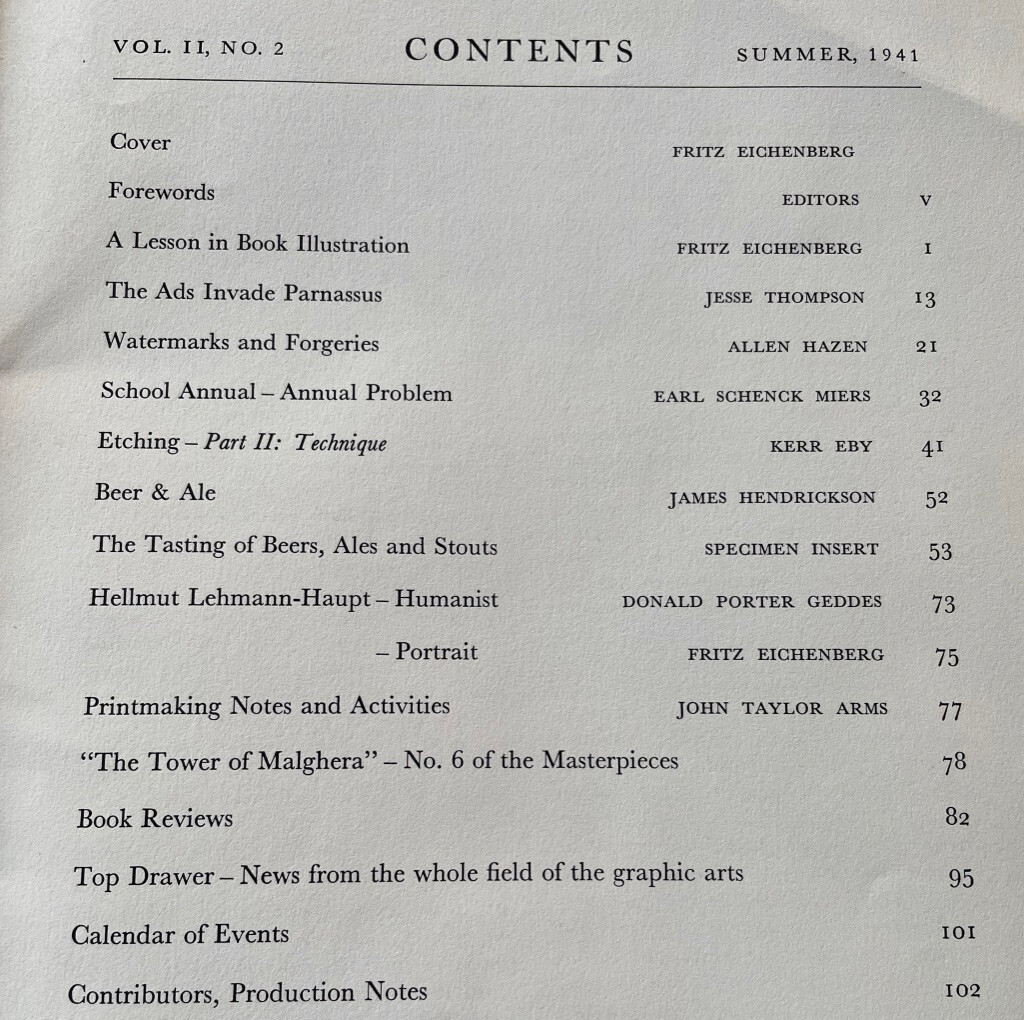 VOL. II, NO. 2 CONTENTS SUMMER, 1941
Cover FRITZ EICHENBERG
Forewords EDITORS V
A Lesson in Book Illustration FRITZ EICHENBERG I
The Ads Invade Parnassus JESSE THOMPSON 13
Watermarks and Forgeries ALLEN HAZEN 21
School Annual – Annual Problem EARL SCHENCK MIERS 32
Etching – Part II: Technique KERR EBY 41
Beer & Ale JAMES HENDRICKSON 52
The Tasting of Beers, Ales and Stouts SPECIMEN INSERT 53
Hellmut Lehmann-Haupt – Humanist DONALD PORTER GEDDES 73
– Portrait FRITZ EICHENBERG 75
Printmaking Notes and Activities JOHN TAYLOR ARMS 77
“The Tower of Malghera” – No. 6 of the Masterpieces 78
Book Reviews 82
Top Drawer – News from the whole field of the graphic arts 95
Calendar of Events 101
Contributors, Production Notes 102